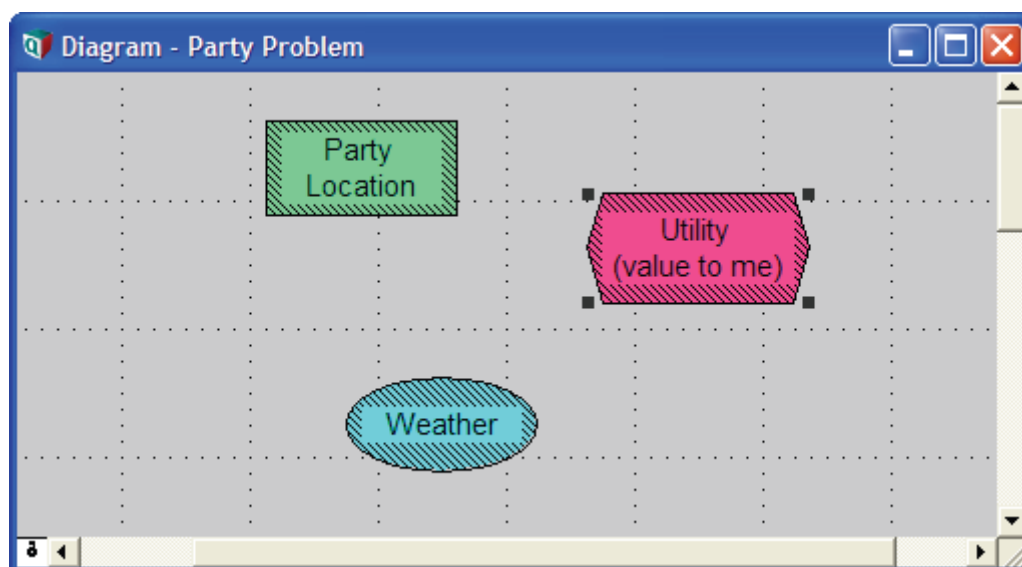 Diagram - Party Problem
Party
Location
Utility
(value to me)
Weather